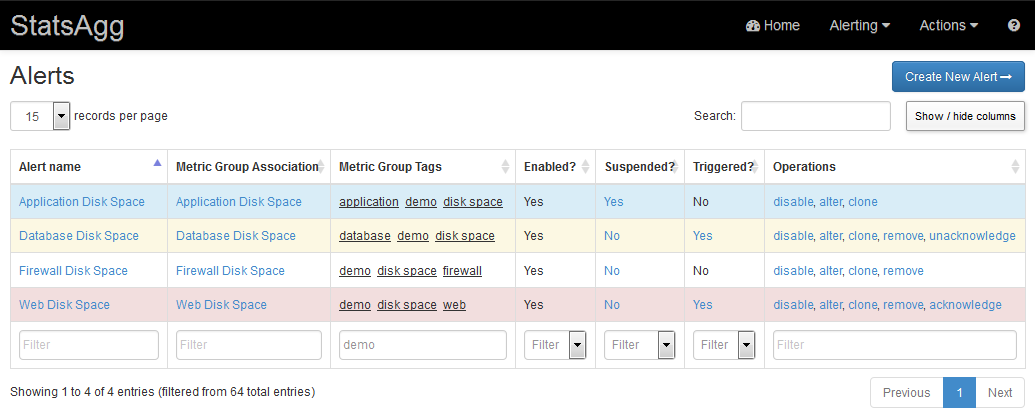 StatsAgg Home Alerting Actions
Alerts Create New Alert
15 records per page Search: Show / hide columns
Alert name Metric Group Association Metric Group Tags Enabled? Suspended? Triggered? Operations
Application Disk Space Application Disk Space application demo disk space Yes Yes No disable, alter, clone
Database Disk Space Database Disk Space database demo disk space Yes No Yes disable, alter, clone, remove, unacknowledge
Firewall Disk Space Firewall Disk Space demo disk space firewall Yes No No disable, alter, clone, remove
Web Disk Space Web Disk Space demo disk space web Yes No Yes disable, alter, clone, remove, acknowledge
Filter Filter demo Filter Filter Filter Filter
Showing 1 to 4 of 4 entries (filtered from 64 total entries) Previous 1 Next